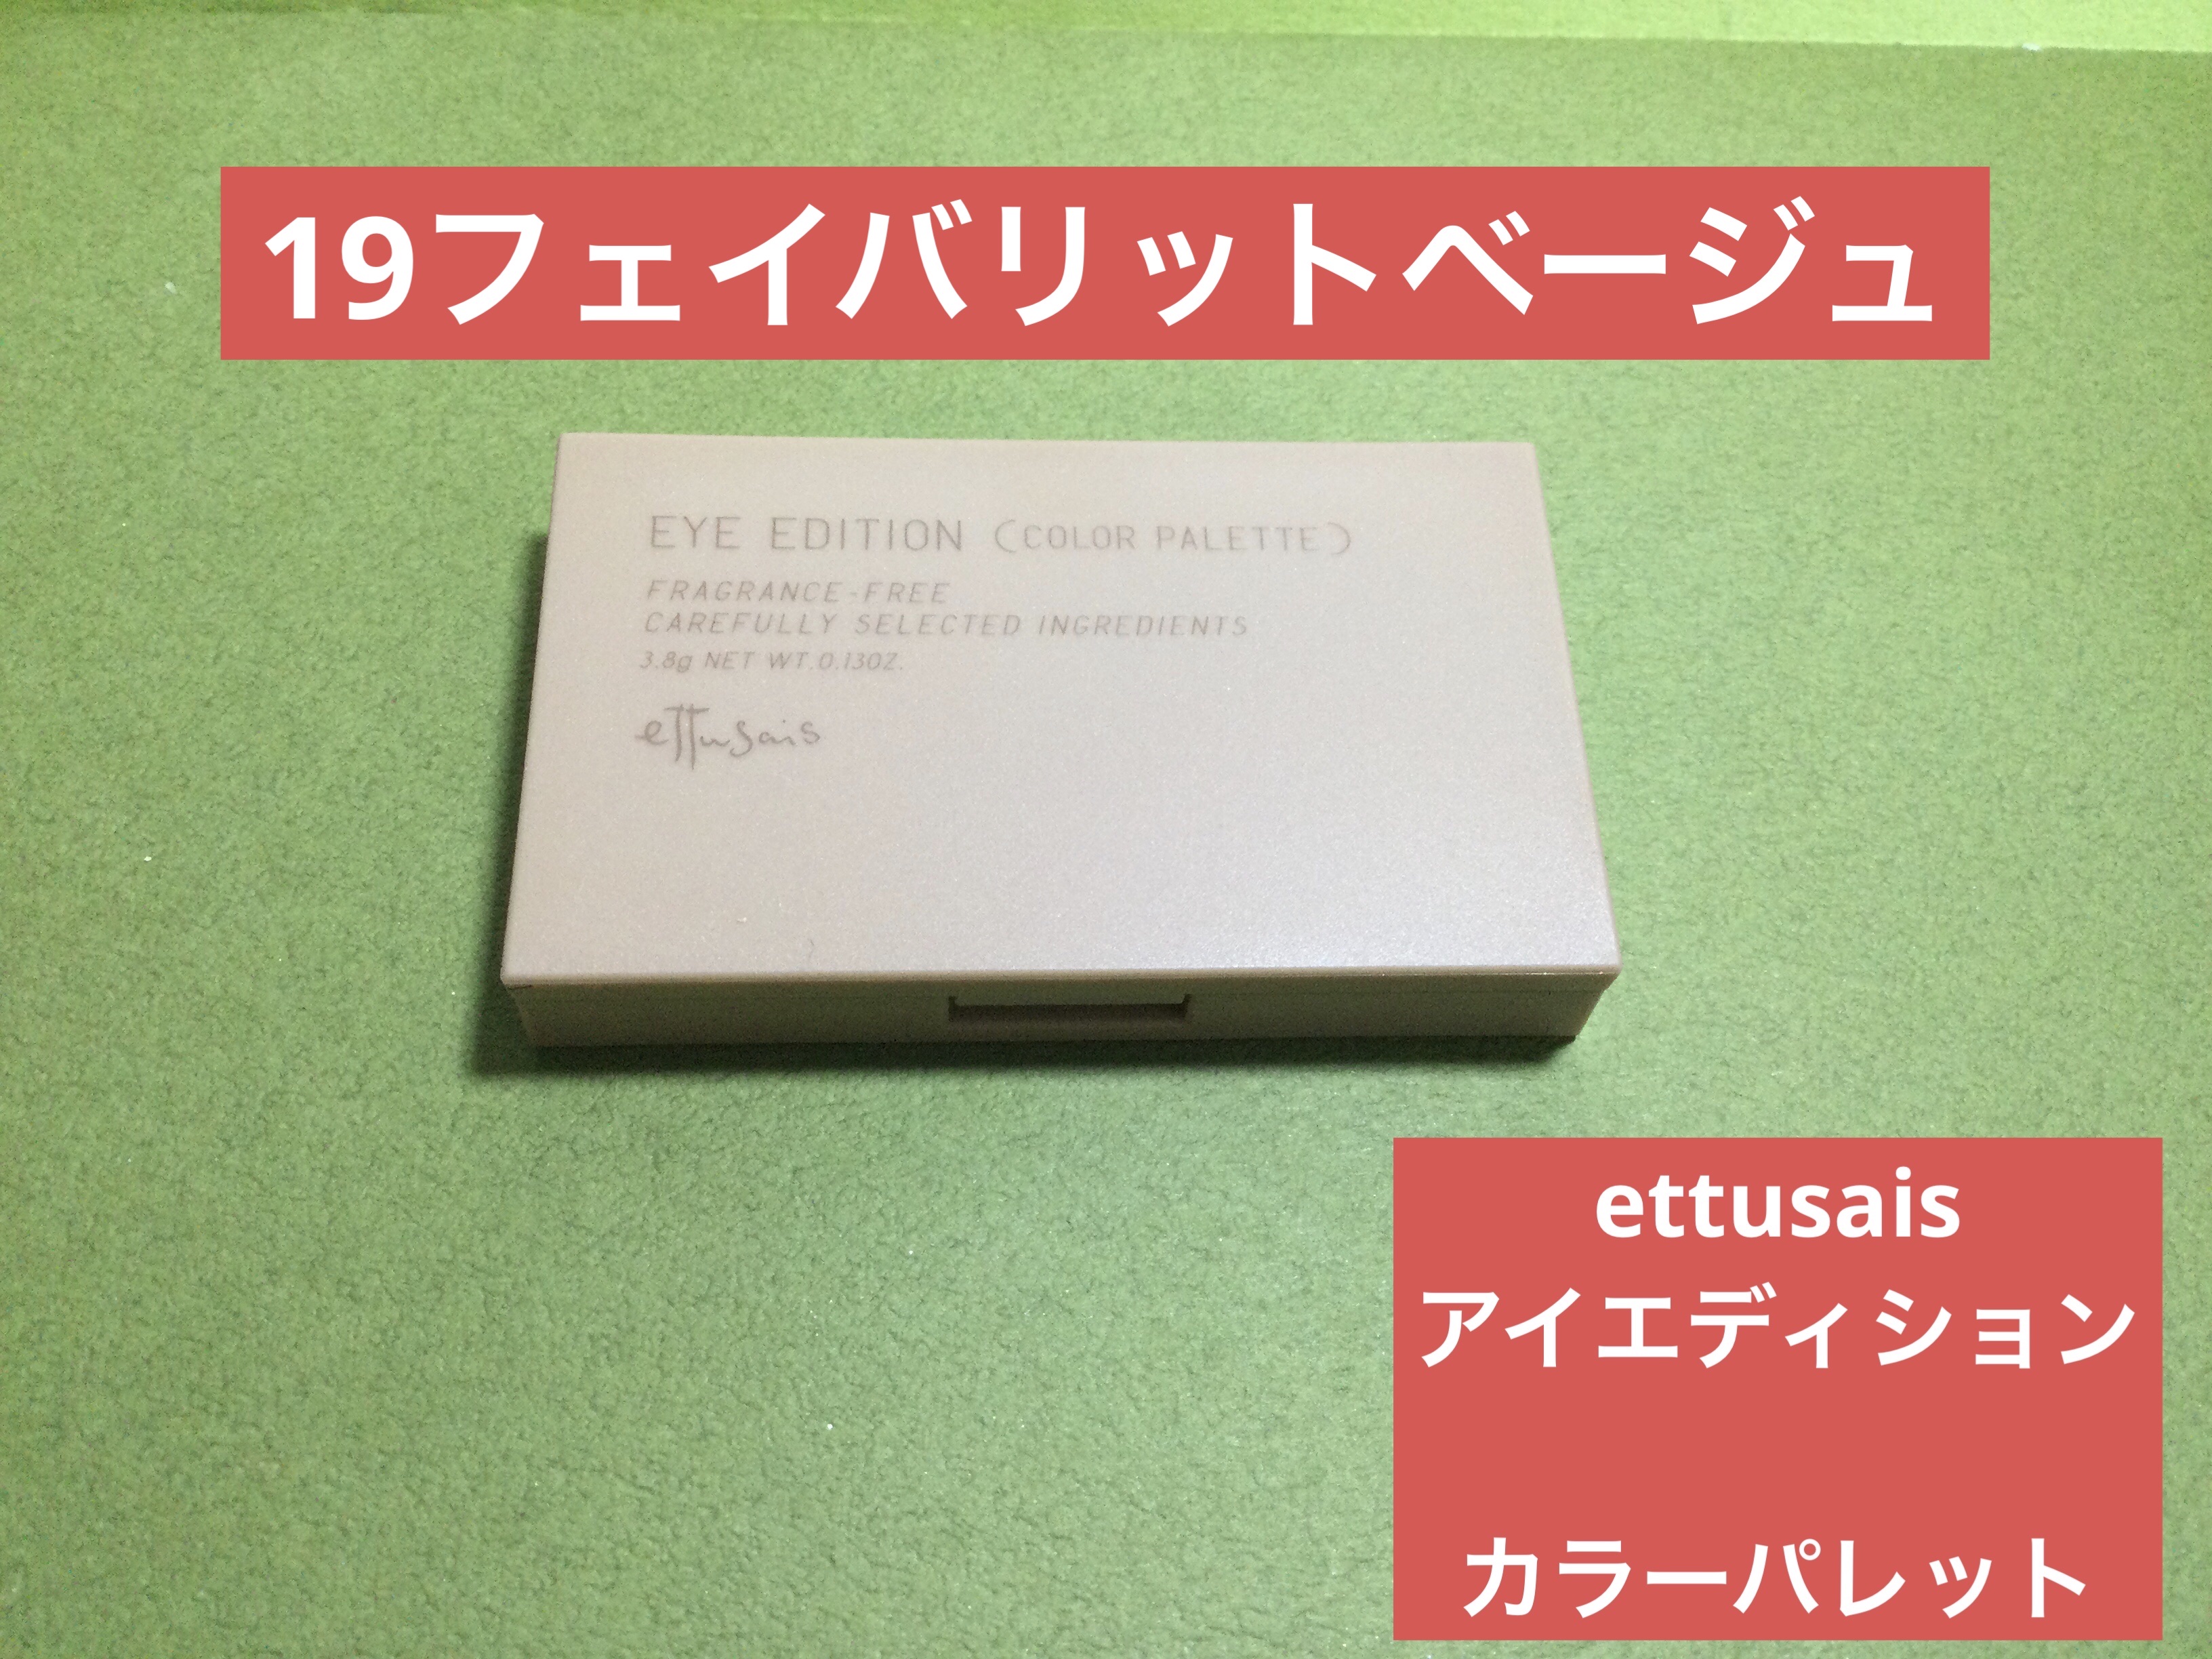 19フェイバリットベージュ
EYE EDITION (COLOR PALETTE)
FRAGRANCE-FREE
CAREFULLY SELECTED INGREDIENTS
3.8g NET WT.0.13OZ.
ettusais
ettusais
アイエディション
カラーパレット